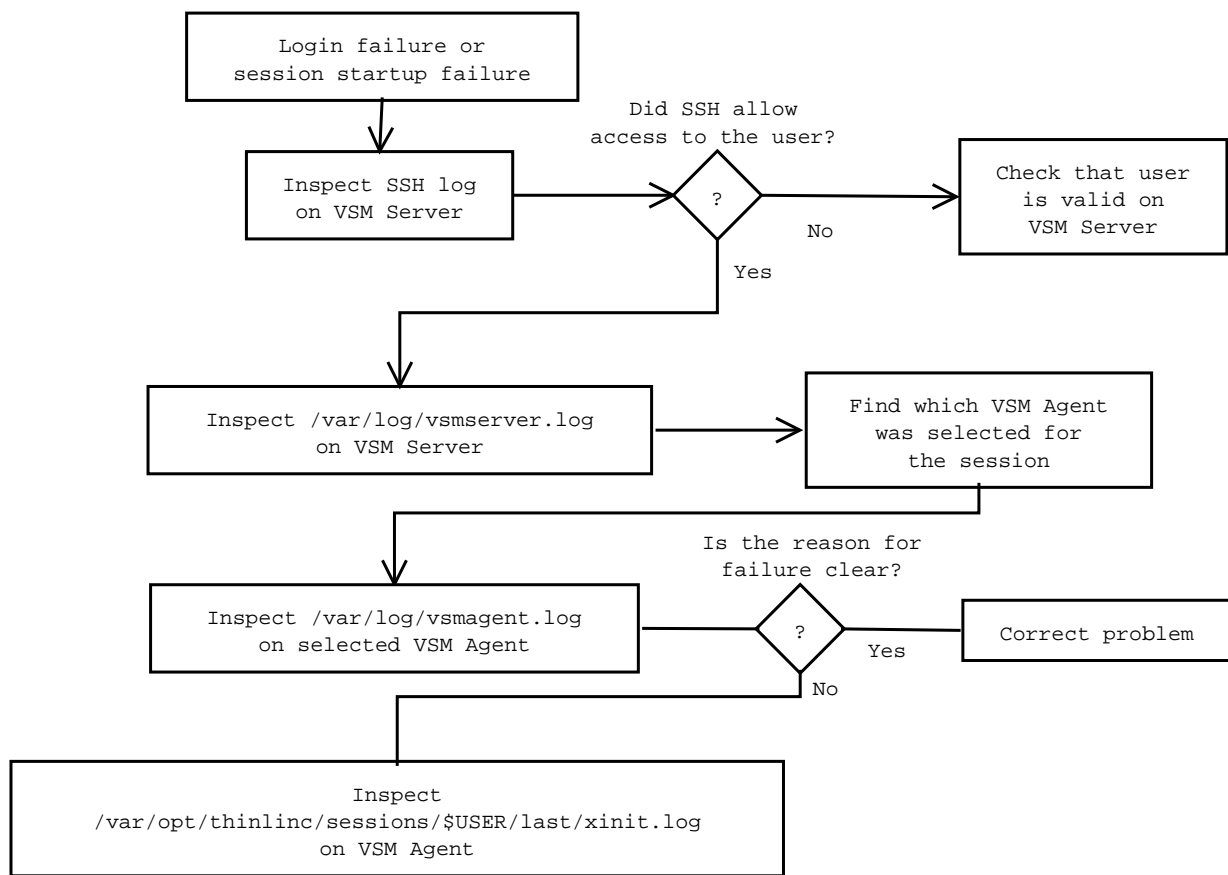 Login failure or
session startup failure
Did SSH allow
access to the user?
Inspect SSH log
on VSM Server
?
No
Yes
Check that user
is valid on
VSM Server
Inspect /var/log/vsmserver.log
on VSM Server
Find which VSM Agent
was selected for
the session
Is the reason for
failure clear?
Inspect /var/log/vsmagent.log
on selected VSM Agent
?
Yes
No
Correct problem
Inspect
/var/opt/thinlinc/sessions/$USER/last/xinit.log
on VSM Agent